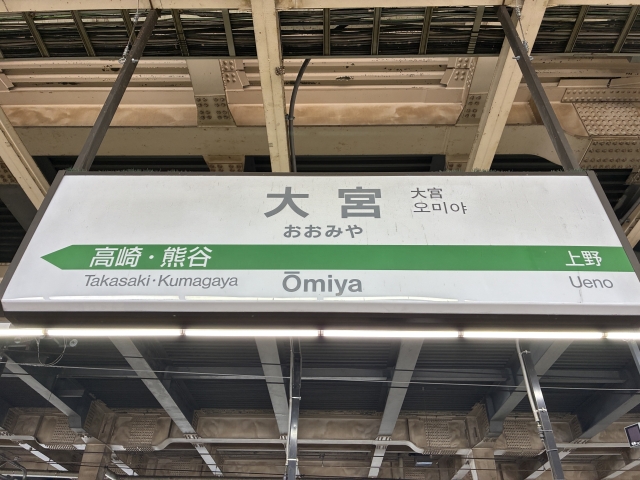 大宮
大宮
오미야
おおみや
高崎・熊谷
上野
Takasaki・Kumagaya
Ōmiya
Ueno